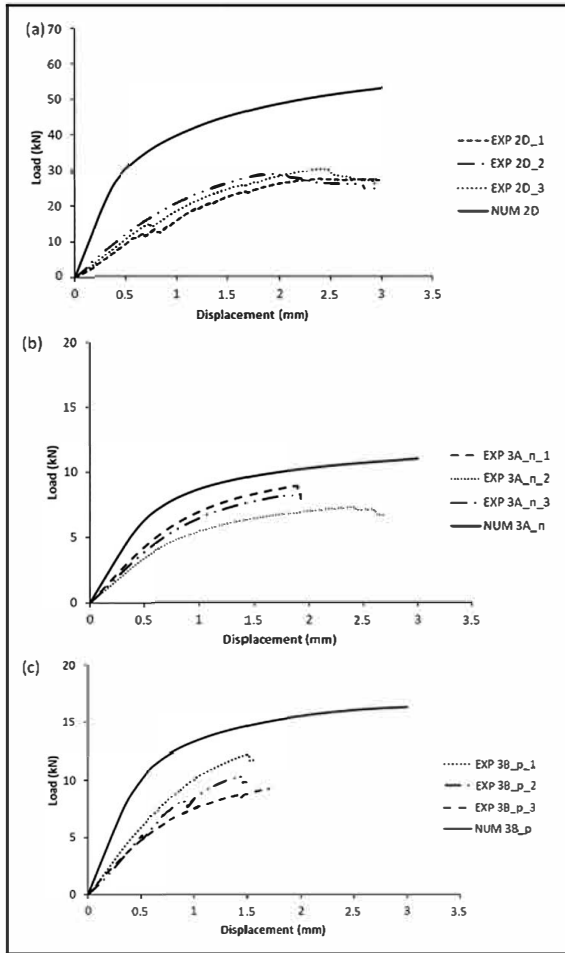 (a)
70
60
50
40
30
20
10
0
Load (kN)
0 0.5 1 1.5 2 2.5 3 3.5
Displacement (mm)
EXP 2D_1
EXP 2D_2
EXP 2D_3
NUM 2D
(b)
20
15
10
5
0
Load (kN)
0 0.5 1 1.5 2 2.5 3 3.5
Displacement (mm)
EXP 3A_n_1
EXP 3A_n_2
EXP 3A_n_3
NUM 3A_n
(c)
20
15
10
5
0
Load (kN)
0 0.5 1 1.5 2 2.5 3 3.5
Displacement (mm)
EXP 3B_p_1
EXP 3B_p_2
EXP 3B_p_3
NUM 3B_p